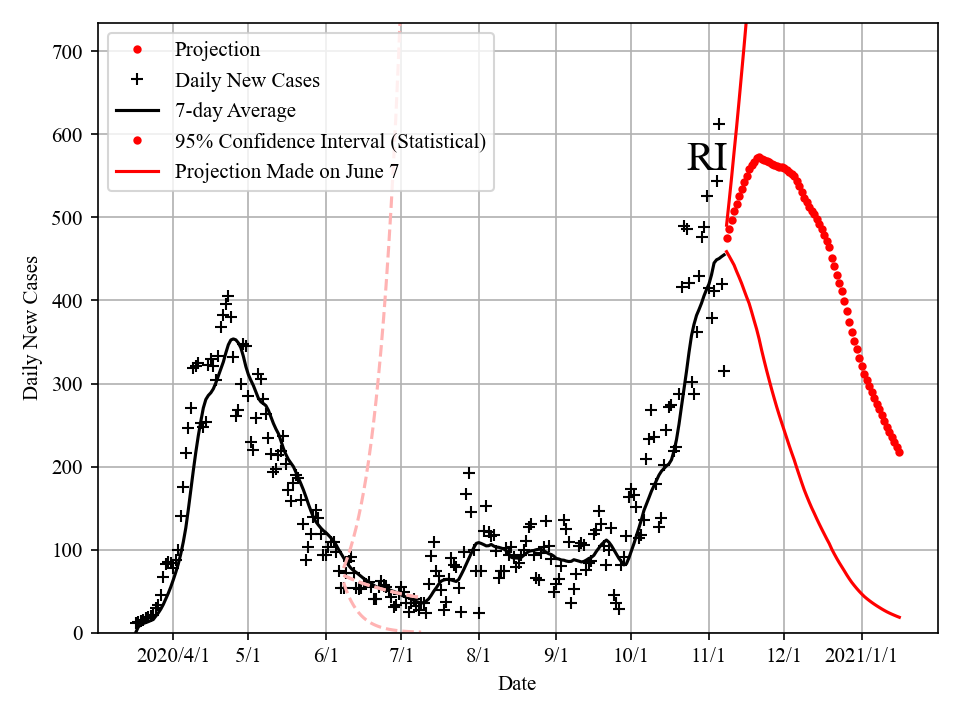 700
600
500
400
300
200
100
0
Daily New Cases
Projection
Daily New Cases
7-day Average
95% Confidence Interval (Statistical)
Projection Made on June 7
RI
2020/4/1 5/1 6/1 7/1 8/1 9/1 10/1 11/1 12/1 2021/1/1
Date